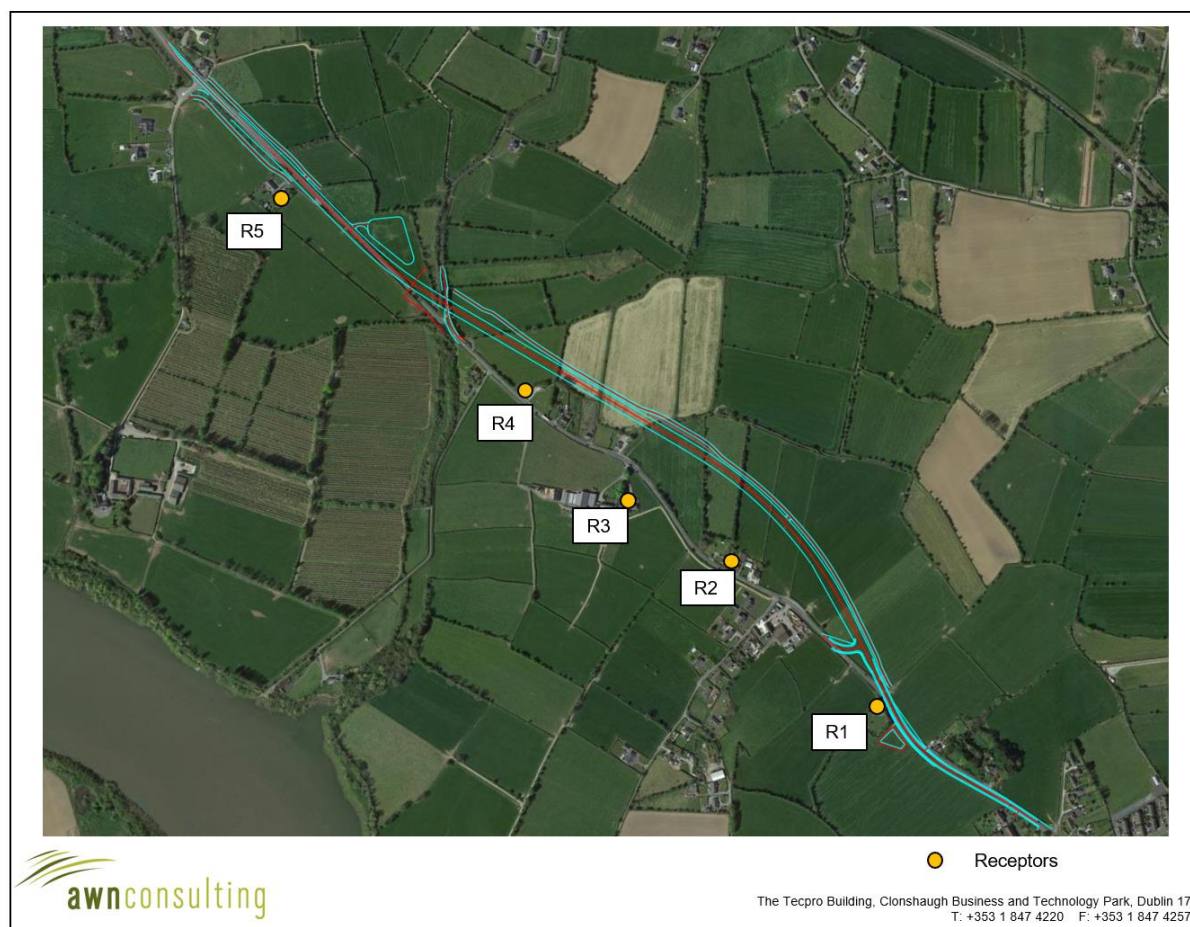 R5
R4
R3
R2
R1
Receptors
awnconsulting
The Tecpro Building, Clonshaugh Business and Technology Park, Dublin 17
T: +353 1 847 4220 F: +353 1 847 4257